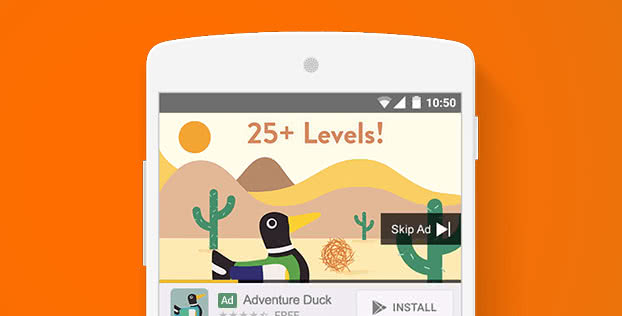 10:50
25+ Levels!
Skip Ad
Ad Adventure Duck
FREE
INSTALL